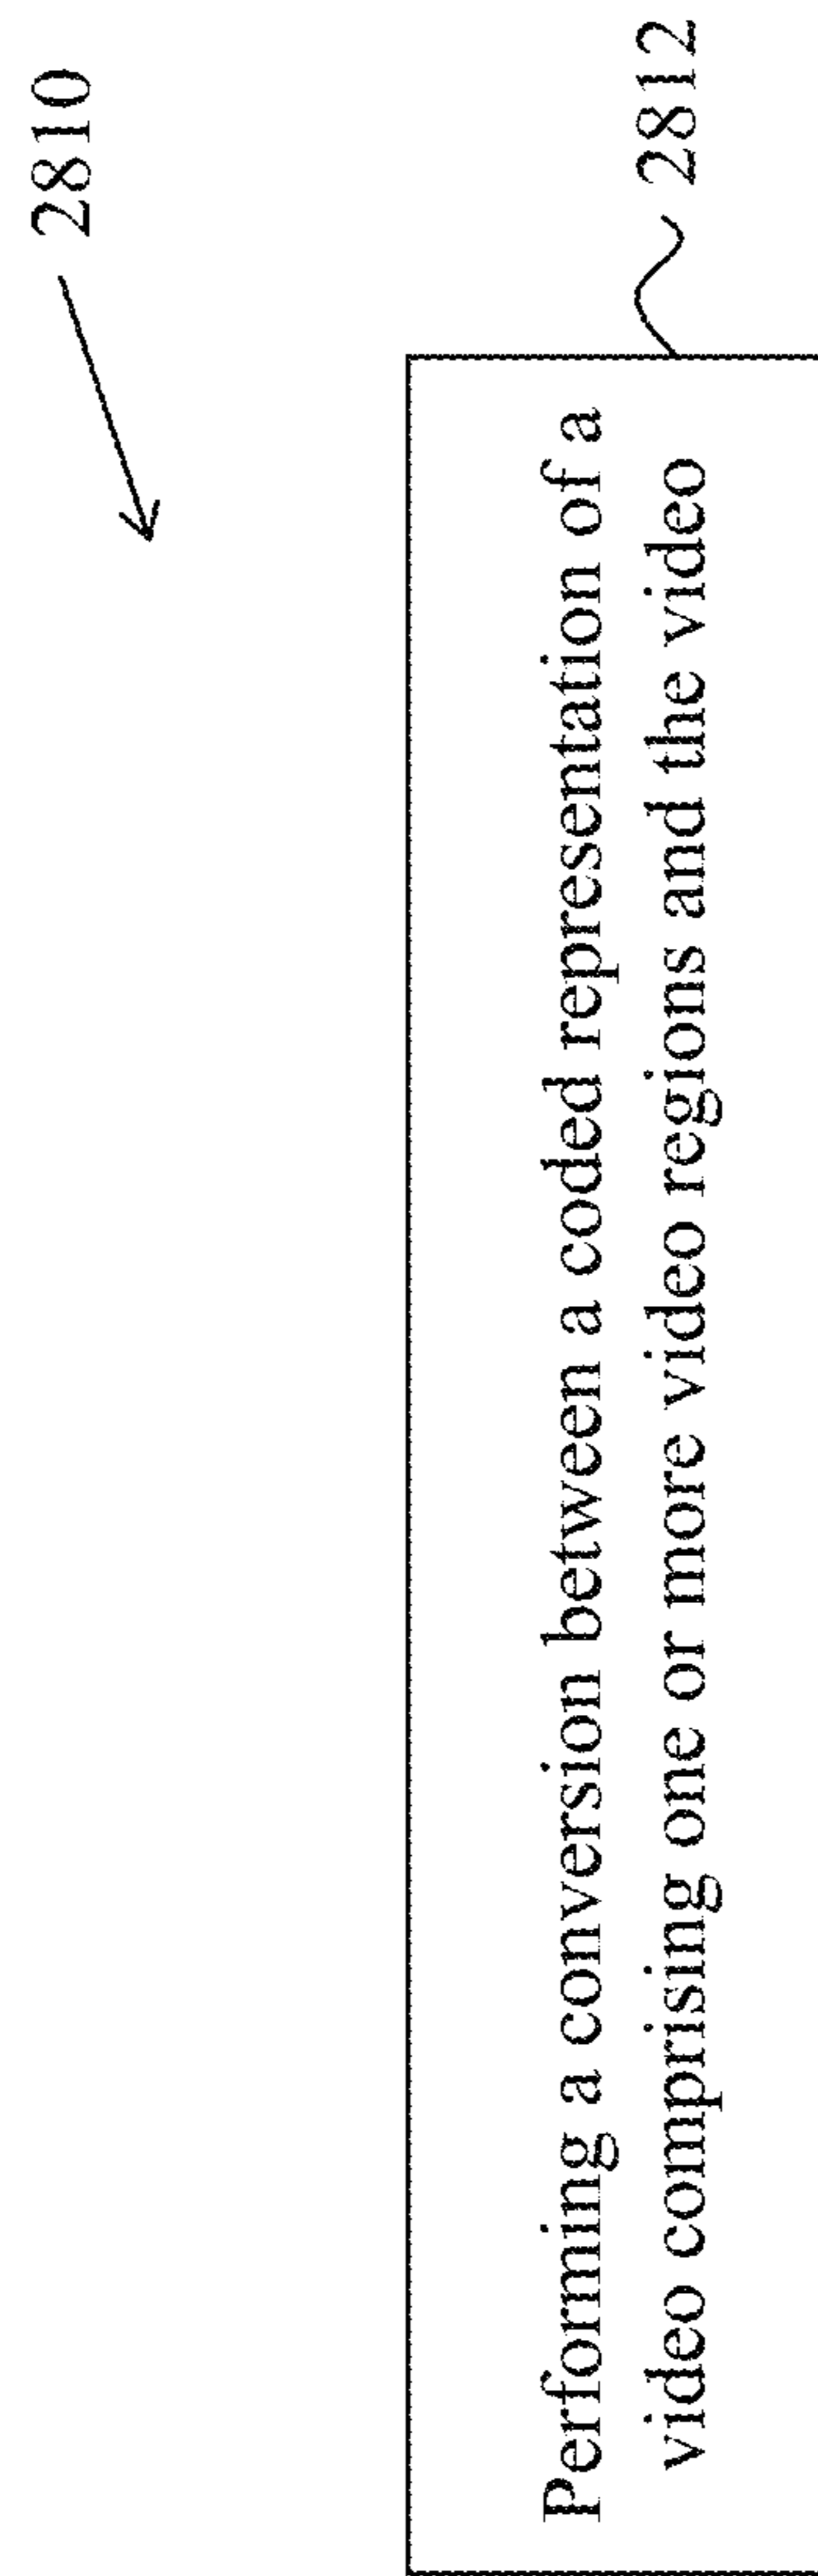 2810
Performing a conversion between a coded representation of a
video comprising one or more video regions and the video
2812